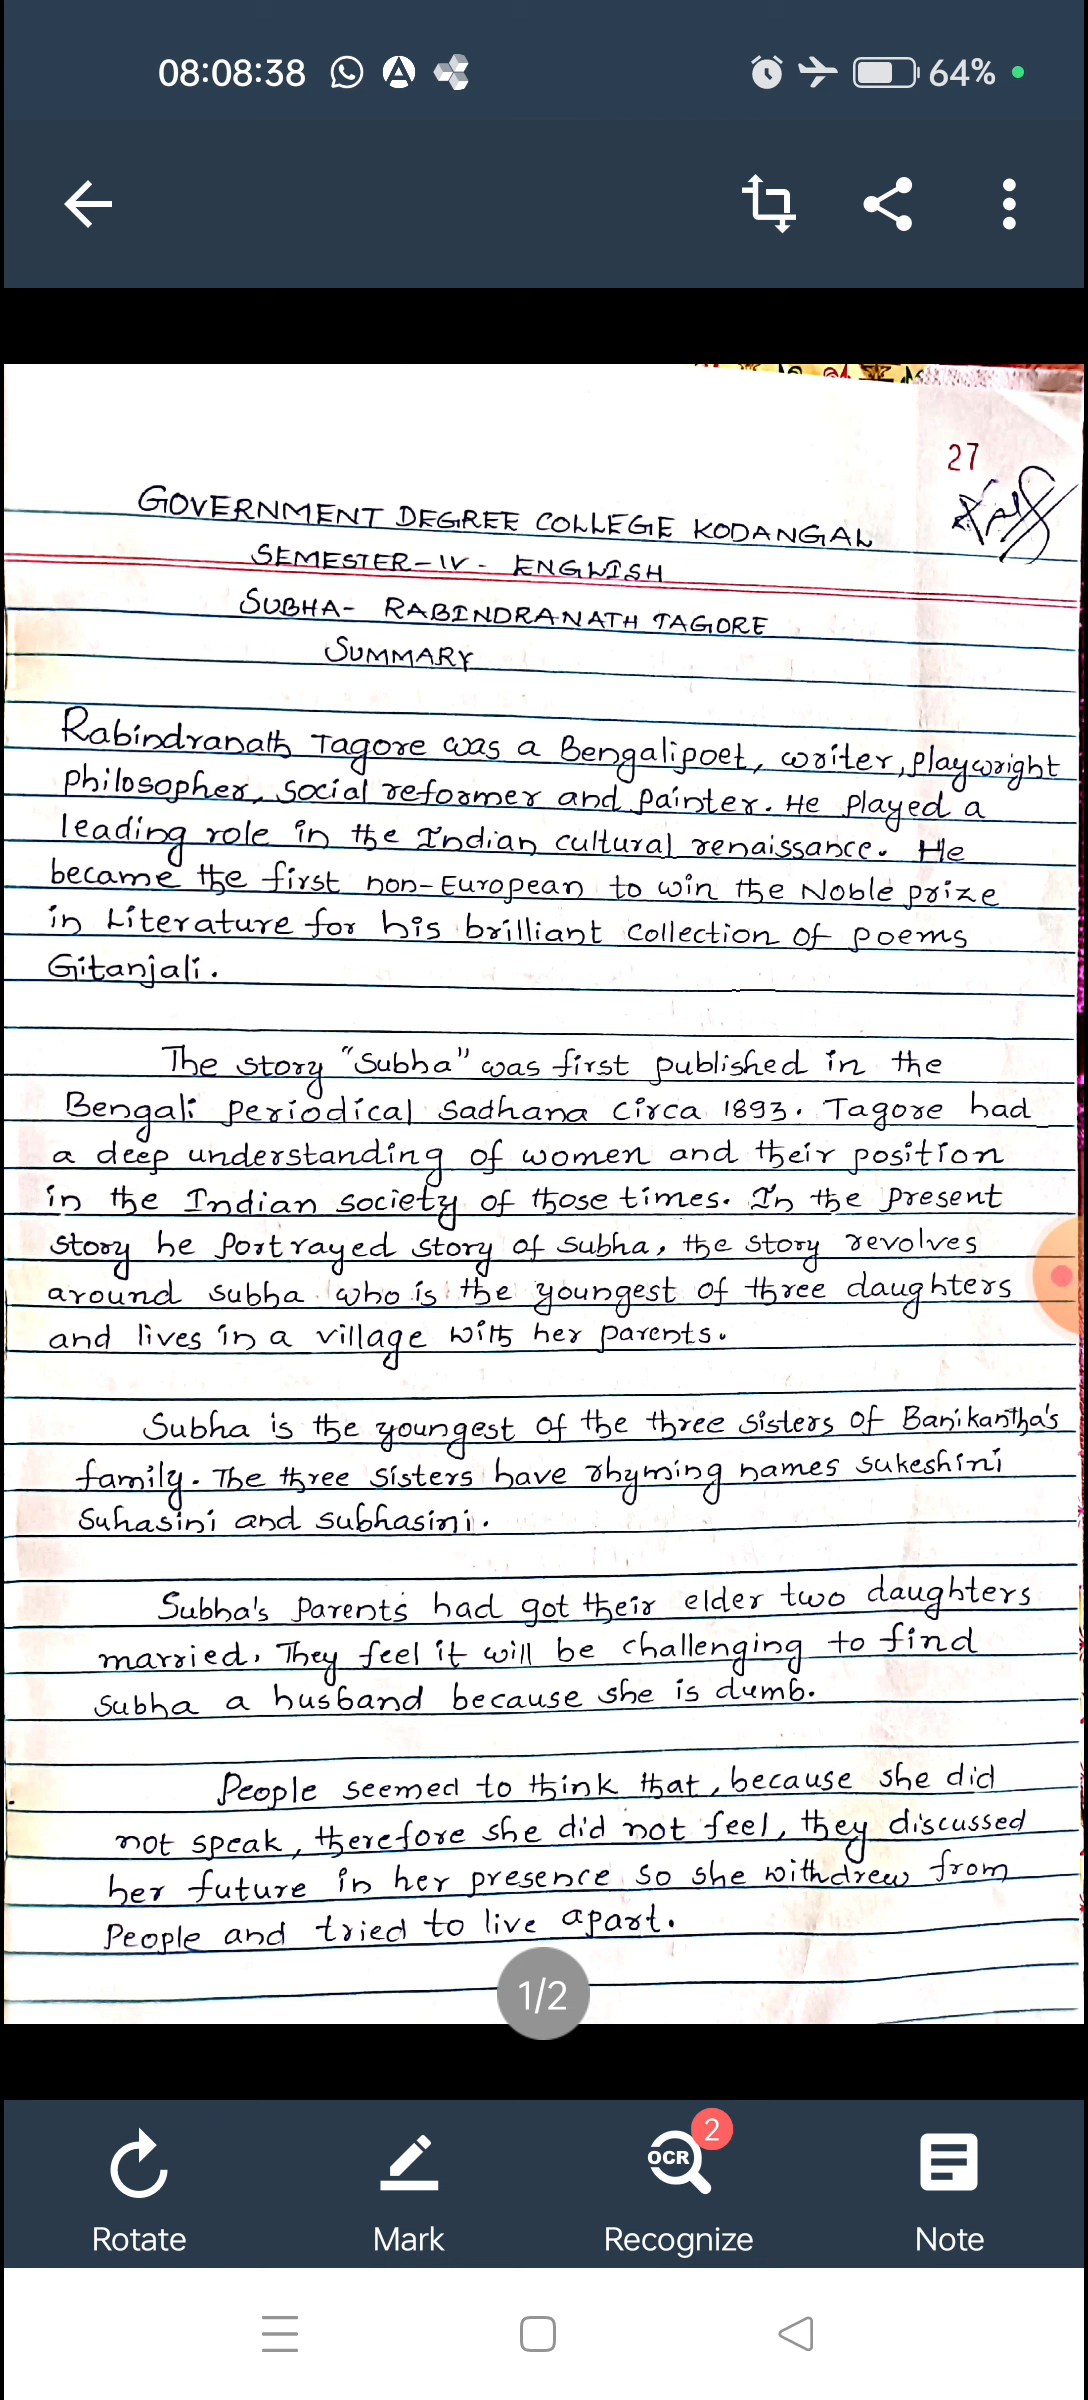 08:08:38
64%
27
GOVERNMENT DEGREE COLLEGE KODANGAL
SEMESTER-IV- ENGLISH
SUBHA- RABINDRANATH TAGORE
SUMMARY
Rabindranath Tagore was a Bengalipoet, writer, playwright
philosopher, social reformer and painter. He played a
leading role in the Indian cultural renaissance. He
became the first non-European to win the Noble prize
in Literature for his brilliant collection of poems
Gitanjali.
The story "Subha" was first published in the
Bengali periodical Sadhana circa 1893. Tagore had
a deep understanding of women and their position
in the Indian society of those times. In the present
story he portrayed story of subha, the story revolves
around subha who is the youngest of three daughters
and lives in a village with her parents.
Subha is the youngest of the three sisters of Banikantha's
family. The three sisters have rhyming names sukeshini
Suhasini and subhasini.
Subha's parents had got their elder two daughters
married. They feel it will be challenging to find
subha a husband because she is dumb.
People seemed to think that, because she did
not speak, therefore she did not feel, they discussed
her future in her presence so she withdrew from
People and tried to live apart.
1/2
OCR
2
Rotate
Mark
Recognize
Note